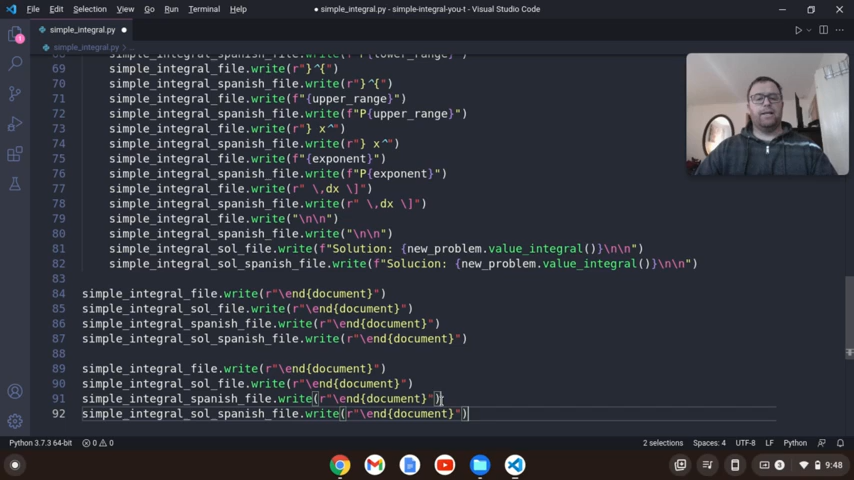 File Edit Selection View Go Run Terminal Help
● simple_integral.py - simple-integral-you-t - Visual Studio Code
1
simple_integral.py ●
simple_integral.py > ...
69 simple_integral_file.write(r"}^{")
70 simple_integral_spanish_file.write(r"}^{")
71 simple_integral_file.write(f"{upper_range}")
72 simple_integral_spanish_file.write(f"P{upper_range}")
73 simple_integral_file.write(r"} x^")
74 simple_integral_spanish_file.write(r"} x^")
75 simple_integral_file.write(f"{exponent}")
76 simple_integral_spanish_file.write(f"P{exponent}")
77 simple_integral_file.write(r" \,dx \]")
78 simple_integral_spanish_file.write(r" \,dx \]")
79 simple_integral_file.write("\n\n")
80 simple_integral_spanish_file.write("\n\n")
81 simple_integral_sol_file.write(f"Solution: {new_problem.value_integral()}\n\n")
82 simple_integral_sol_spanish_file.write(f"Solucion: {new_problem.value_integral()}\n\n")
83
84 simple_integral_file.write(r"\end{document}")
85 simple_integral_sol_file.write(r"\end{document}")
86 simple_integral_spanish_file.write(r"\end{document}")
87 simple_integral_sol_spanish_file.write(r"\end{document}")
88
89 simple_integral_file.write(r"\end{document}")
90 simple_integral_sol_file.write(r"\end{document}")
91 simple_integral_spanish_file.write(r"\end{document}")
92 simple_integral_sol_spanish_file.write(r"\end{document}")
Python 3.7.3 64-bit 0 0 2 selections Spaces: 4 UTF-8 LF Python
3 9:48